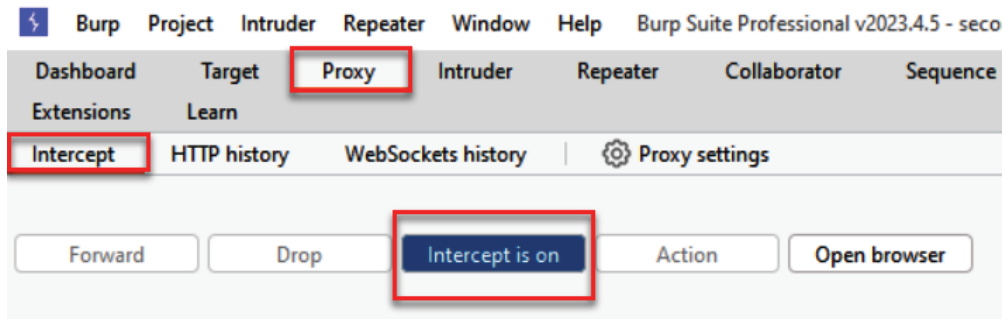 Burp Project Intruder Repeater Window Help Burp Suite Professional v2023.4.5 - seco
Dashboard Target Proxy Intruder Repeater Collaborator Sequence
Extensions Learn
Intercept HTTP history WebSockets history Proxy settings
Forward Drop Intercept is on Action Open browser